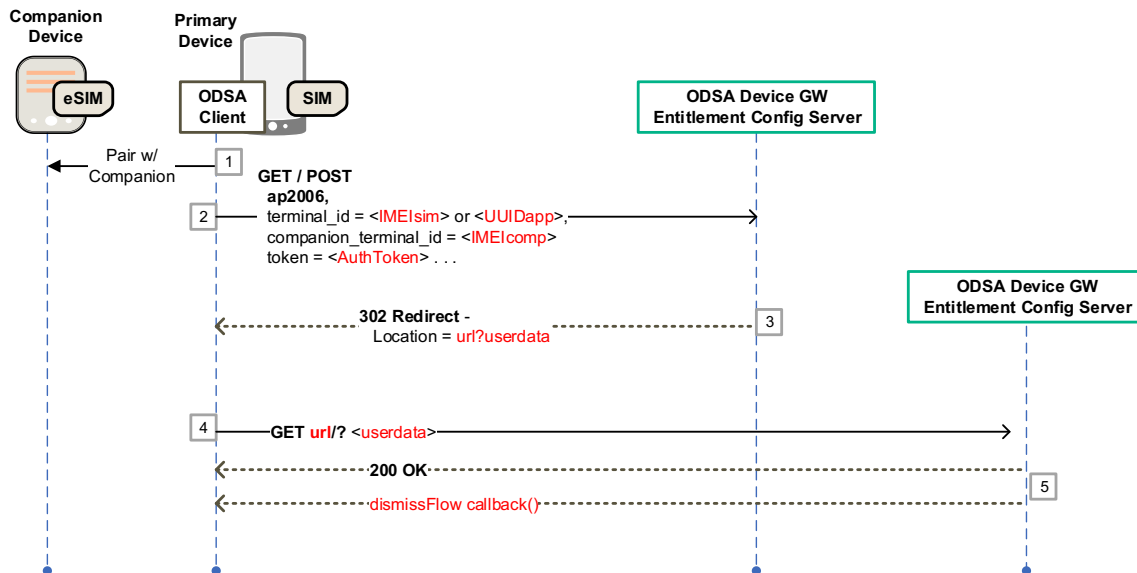 Companion
Device
Primary
Device
eSIM
ODSA
Client
SIM
ODSA Device GW
Entitlement Config Server
Pair w/
Companion
1
GET / POST
ap2006,
2
terminal_id = <IMEIsim> or <UUIDapp>,
companion_terminal_id = <IMEIcomp>
token = <AuthToken> . . .
ODSA Device GW
Entitlement Config Server
302 Redirect -
Location = url?userdata
3
4
GET url/? <userdata>
200 OK
5
dismissFlow callback()